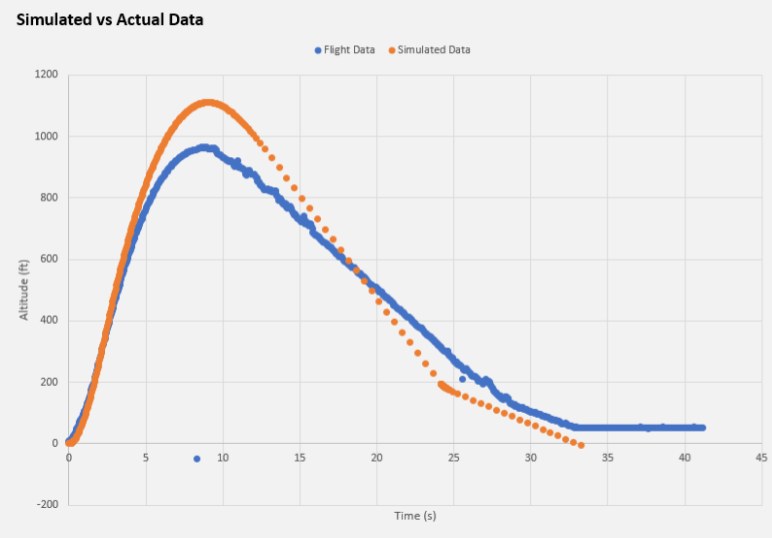 Simulated vs Actual Data
Flight Data Simulated Data
1200
1000
800
600
400
200
0
-200
0 5 10 15 20 25 30 35 40 45
Altitude (ft)
Time (s)